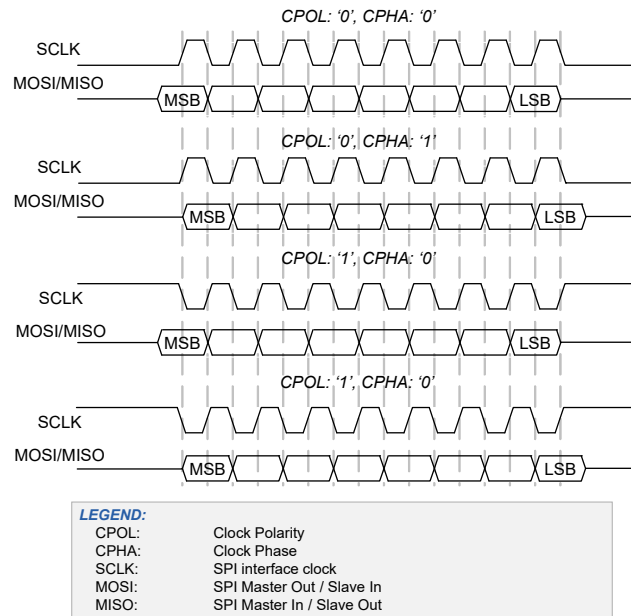 CPOL: ‘0’, CPHA: ‘0’
SCLK
MOSI/MISO
MSB LSB
CPOL: ‘0’, CPHA: ‘1’
SCLK
MOSI/MISO
MSB LSB
CPOL: ‘1’, CPHA: ‘0’
SCLK
MOSI/MISO
MSB LSB
CPOL: ‘1’, CPHA: ‘0’
SCLK
MOSI/MISO
MSB LSB
LEGEND:
CPOL: Clock Polarity
CPHA: Clock Phase
SCLK: SPI interface clock
MOSI: SPI Master Out / Slave In
MISO: SPI Master In / Slave Out